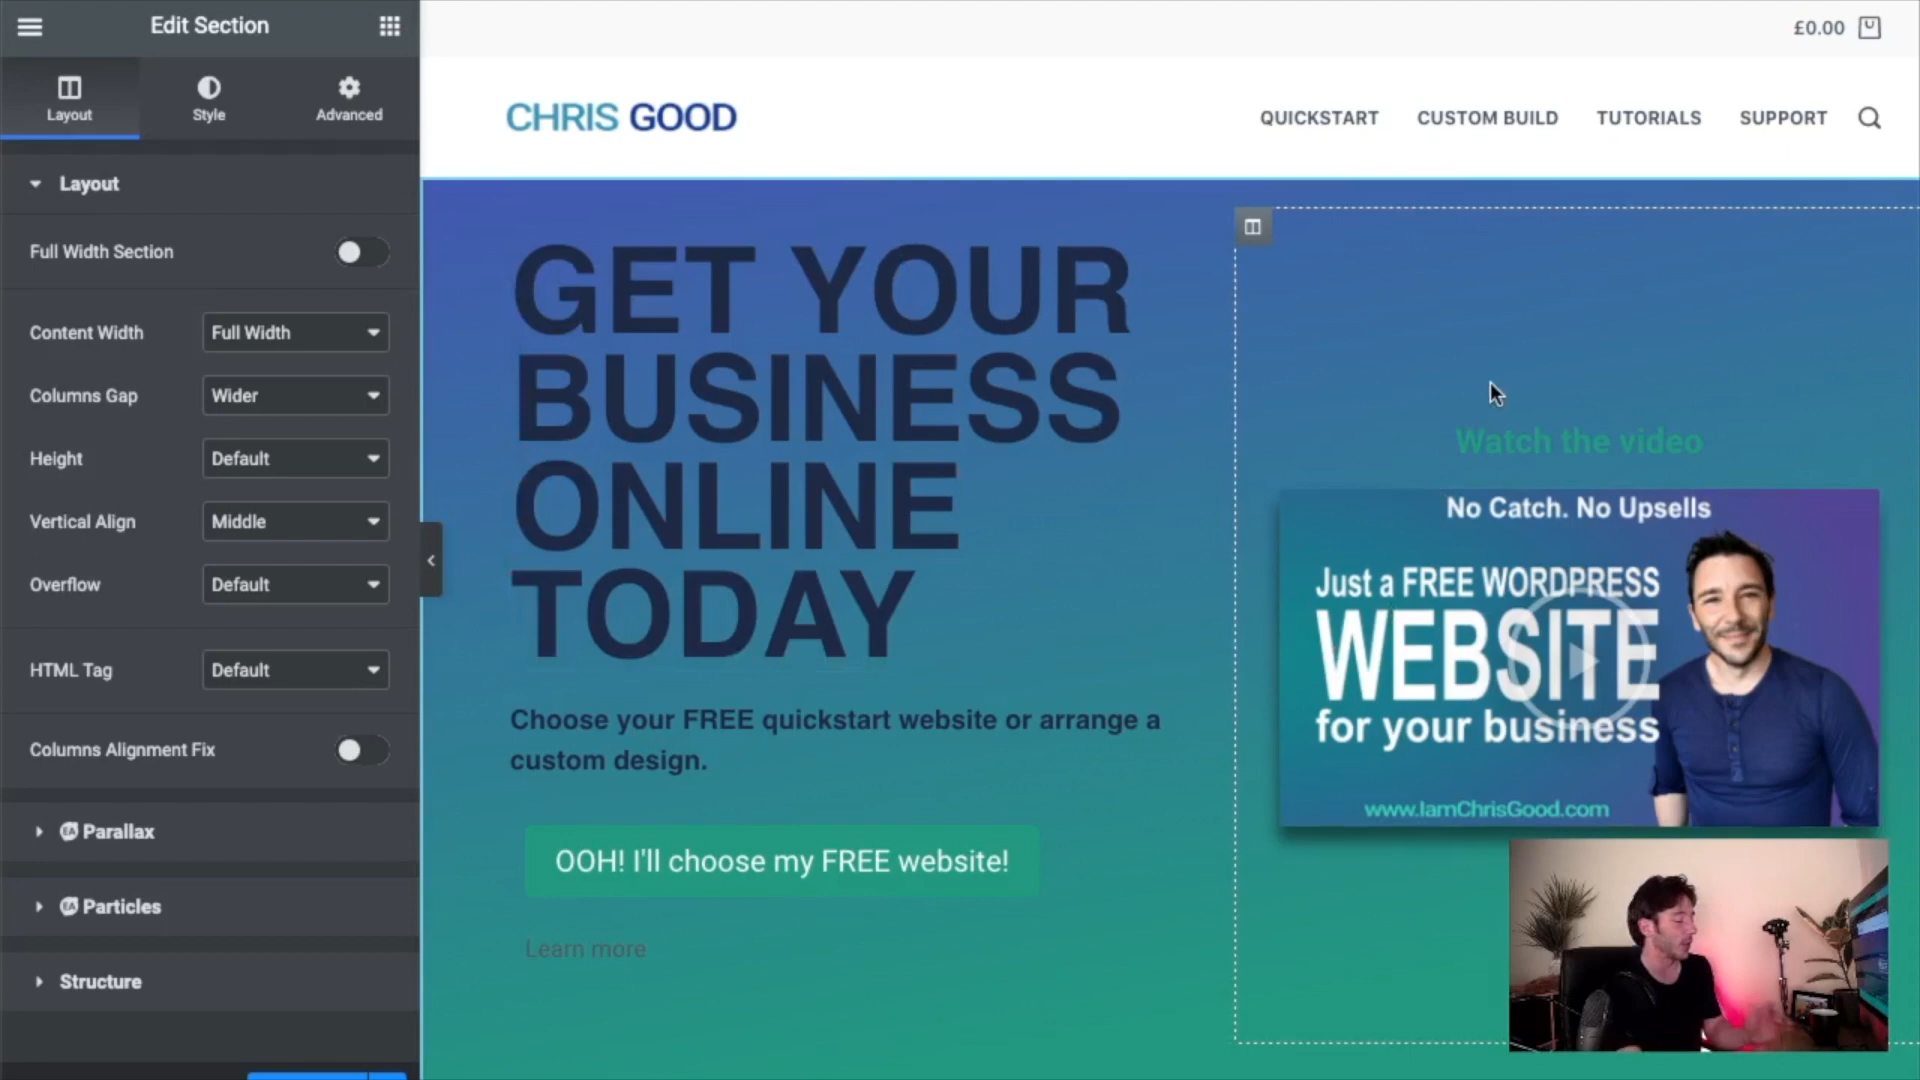 Edit Section
Layout
Style
Advanced
Layout
Full Width Section
Content Width
Full Width
Columns Gap
Wider
Height
Default
Vertical Align
Middle
Overflow
Default
HTML Tag
Default
Columns Alignment Fix
Parallax
Particles
Structure
£0.00
CHRIS GOOD
QUICKSTART
CUSTOM BUILD
TUTORIALS
SUPPORT
GET YOUR
BUSINESS
ONLINE
TODAY
Choose your FREE quickstart website or arrange a
custom design.
OOH! I'll choose my FREE website!
Learn more
Watch the video
No Catch. No Upsells
Just a FREE WORDPRESS
WEBSITE
for your business
www.IamChrisGood.com